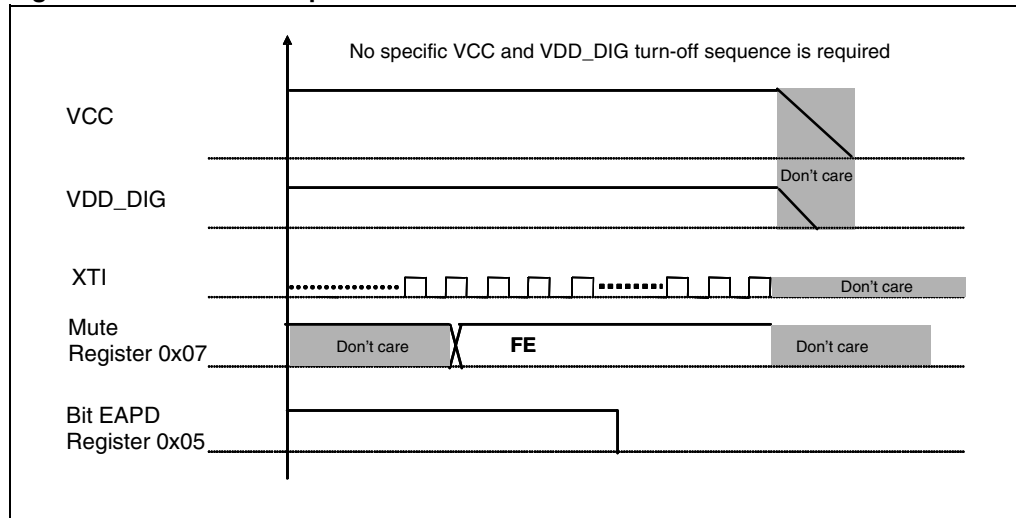 No specific VCC and VDD_DIG turn-off sequence is required
VCC
Don't care
VDD_DIG
XTI
Don't care
Mute
Register 0x07
Don't care
FE
Don't care
Bit EAPD
Register 0x05